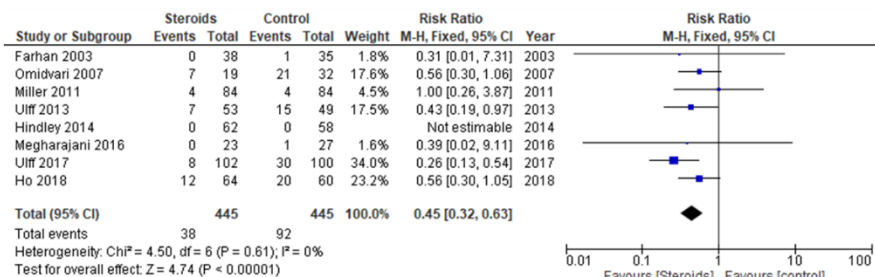 Steroids Control Risk Ratio Risk Ratio
Study or Subgroup Events Total Events Total Weight M-H, Fixed, 95% CI Year M-H, Fixed, 95% CI
Farhan 2003 0 38 1 35 1.8% 0.31 [0.01, 7.31] 2003
Omidvari 2007 7 19 21 32 17.6% 0.56 [0.30, 1.06] 2007
Miller 2011 4 84 4 84 4.5% 1.00 [0.26, 3.87] 2011
Ulff 2013 7 53 15 49 17.5% 0.43 [0.19, 0.97] 2013
Hindley 2014 0 62 0 58 Not estimable 2014
Megharajani 2016 0 23 1 27 1.6% 0.39 [0.02, 9.11] 2016
Ulff 2017 8 102 30 100 34.0% 0.26 [0.13, 0.54] 2017
Ho 2018 12 64 20 60 23.2% 0.56 [0.30, 1.05] 2018
Total (95% CI) 445 445 100.0% 0.45 [0.32, 0.63]
Total events 38 92
Heterogeneity: Chi² = 4.50, df = 6 (P = 0.61); I² = 0%
Test for overall effect: Z = 4.74 (P < 0.00001)
0.01 0.1 1 10 100
Favours [Steroids] Favours [control]